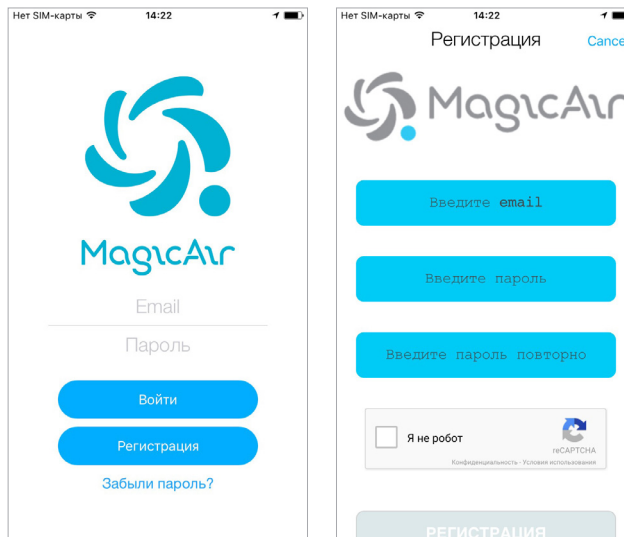 Нет SIM-карты 14:22
MagicAir
Email
Пароль
Войти
Регистрация
Забыли пароль?
Нет SIM-карты 14:22
Регистрация Cance
MagicAir
Введите email
Введите пароль
Введите пароль повторно
Я не робот
reCAPTCHA
Конфиденциальность - Условия использования
РЕГИСТРАЦИЯ